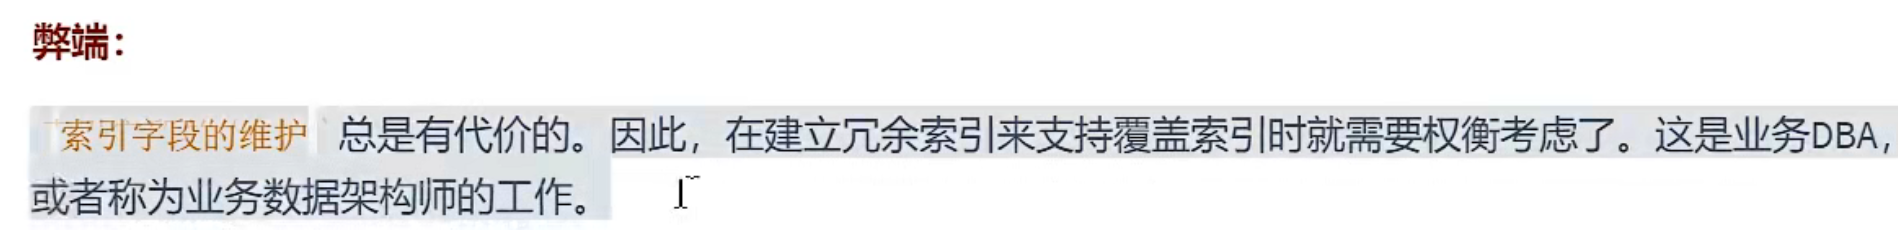 弊端：
索引字段的维护 总是有代价的。因此，在建立冗余索引来支持覆盖索引时就需要权衡考虑了。这是业务DBA，
或者称为业务数据架构师的工作。